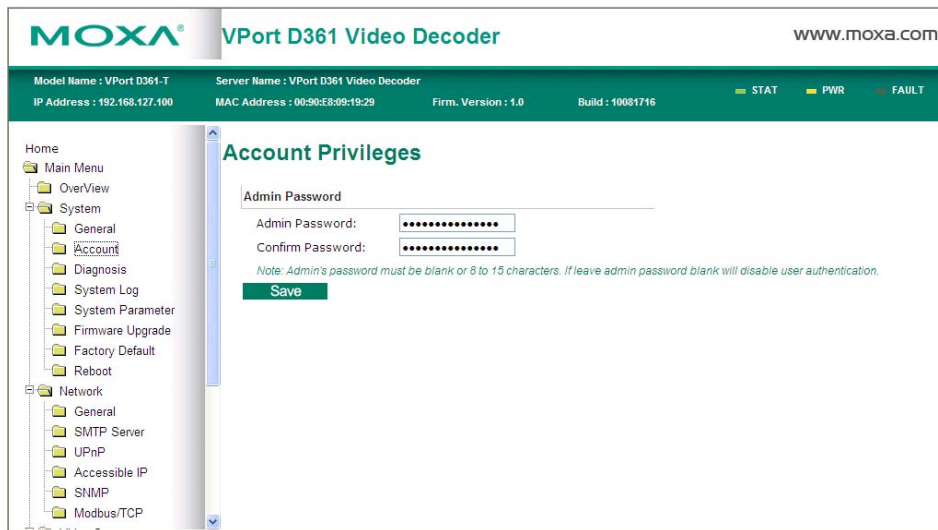 MOXA®
VPort D361 Video Decoder
www.moxa.com
Model Name : VPort D361-T
Server Name : VPort D361 Video Decoder
IP Address : 192.168.127.100
MAC Address : 00:90:E8:09:19:29
Firm. Version : 1.0
Build : 10081716
STAT
PWR
FAULT
Home
Main Menu
OverView
System
General
Account
Diagnosis
System Log
System Parameter
Firmware Upgrade
Factory Default
Reboot
Network
General
SMTP Server
UPnP
Accessible IP
SNMP
Modbus/TCP
Account Privileges
Admin Password
Admin Password: •••••••••••••••
Confirm Password: •••••••••••••••
Note: Admin's password must be blank or 8 to 15 characters. If leave admin password blank will disable user authentication.
Save